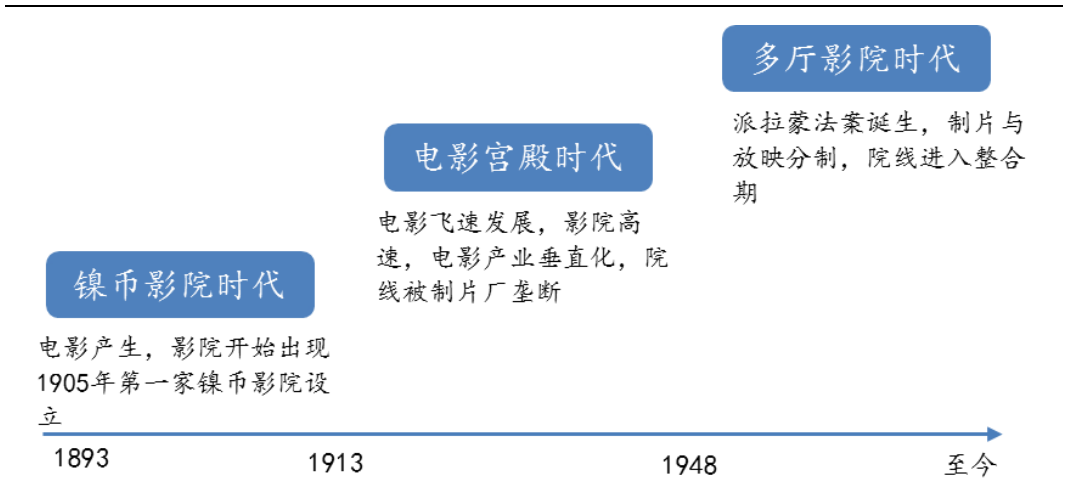 多厅影院时代
派拉蒙法案诞生，制片与
放映分制，院线进入整合
期
电影宫殿时代
电影飞速发展，影院高
速，电影产业垂直化，院
线被制片厂垄断
镍币影院时代
电影产生，影院开始出现
1905年第一家镍币影院设
立
1893
1913
1948
至今